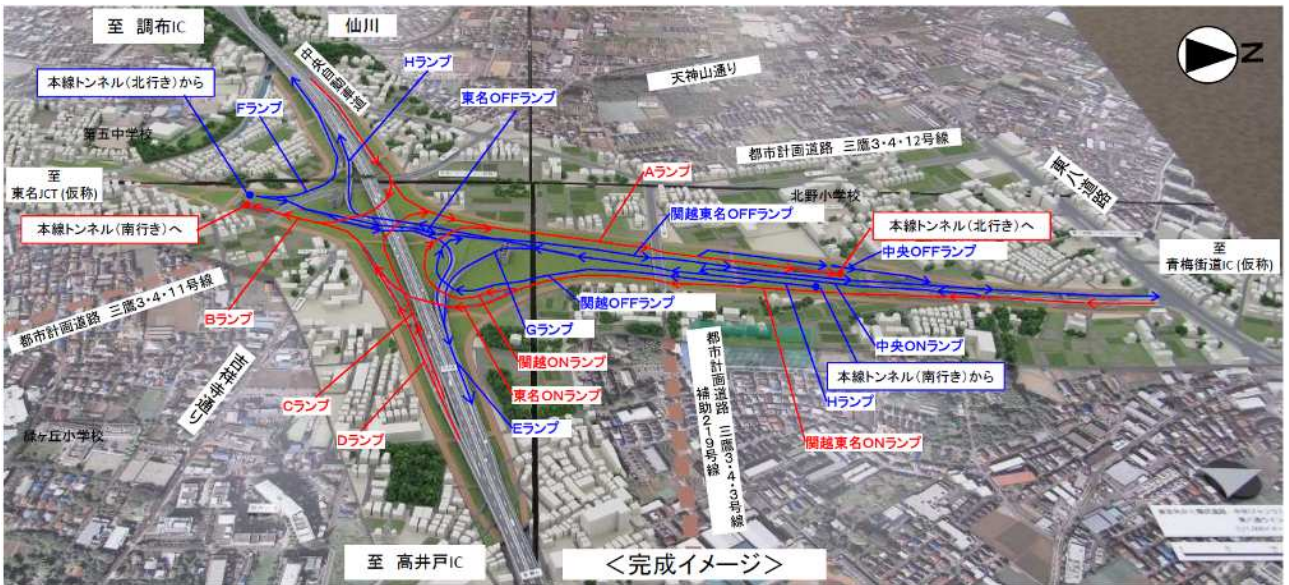 至 調布IC
仙川
N
中央自動車道
Hランプ
天神山通り
本線トンネル(北行き)から
東名OFFランプ
Fランプ
第五中学校
都市計画道路 三鷹3・4・12号線
東八道路
至
東名JCT(仮称)
Aランプ
北野小学校
関越東名OFFランプ
本線トンネル(北行き)へ
本線トンネル(南行き)へ
中央OFFランプ
至
青梅街道IC(仮称)
都市計画道路 三鷹3・4・11号線
Bランプ
関越OFFランプ
Gランプ
中央ONランプ
吉祥寺通り
関越ONランプ
都市計画道路 三鷹3・4・3号線
補助219号線
本線トンネル(南行き)から
Cランプ
東名ONランプ
Hランプ
緑ヶ丘小学校
Dランプ
Eランプ
関越東名ONランプ
至 高井戸IC
<完成イメージ>